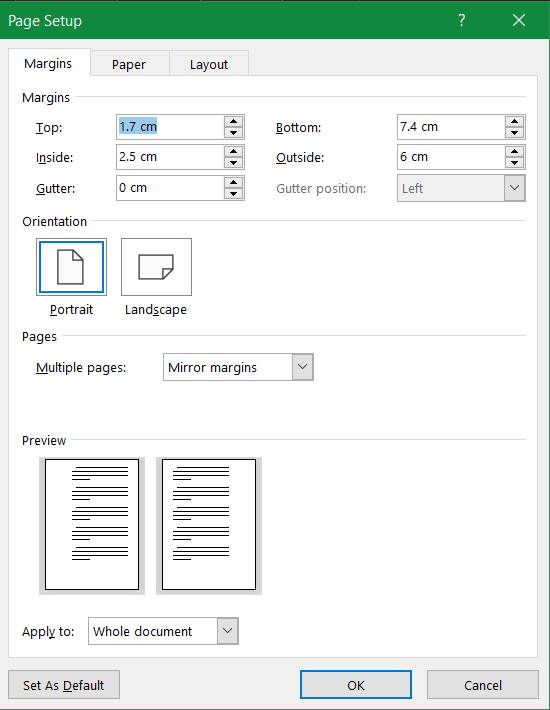 Page Setup ?
Margins Paper Layout
Margins
Top: 1.7 cm Bottom: 7.4 cm
Inside: 2.5 cm Outside: 6 cm
Gutter: 0 cm Gutter position: Left
Orientation
Portrait Landscape
Pages
Multiple pages: Mirror margins
Preview
Apply to: Whole document
Set As Default OK Cancel